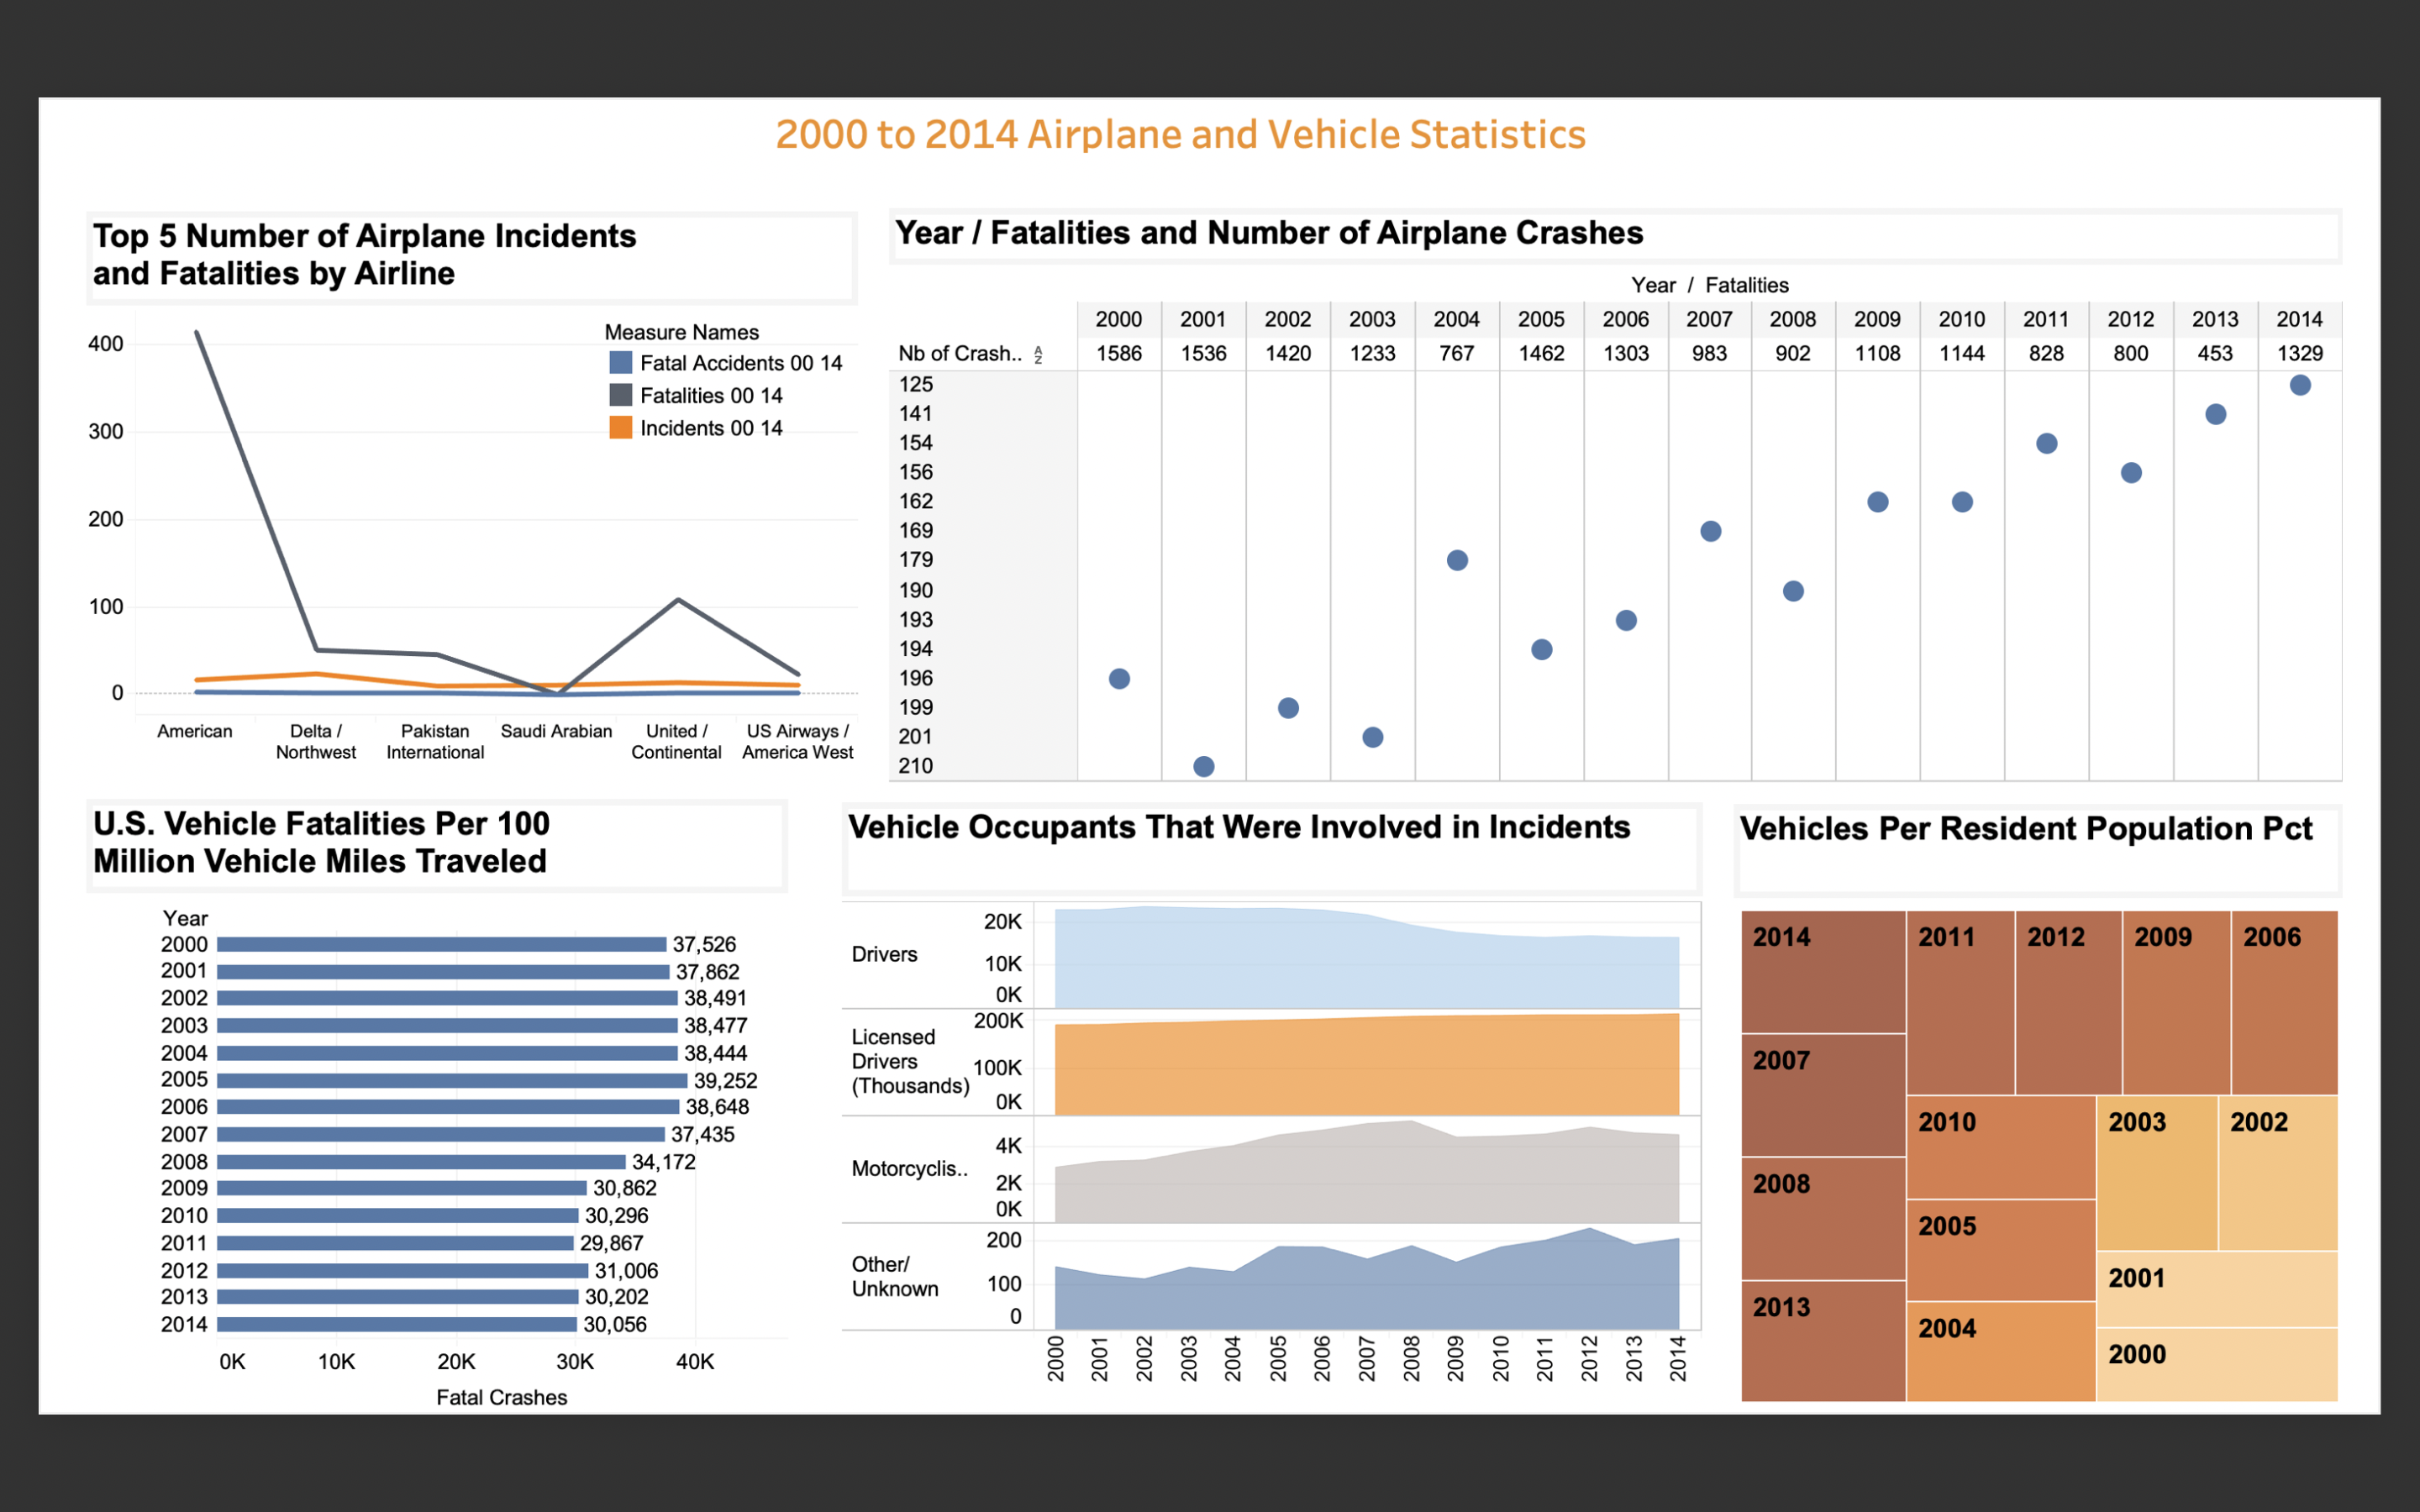 2000 to 2014 Airplane and Vehicle Statistics
Top 5 Number of Airplane Incidents
and Fatalities by Airline
Measure Names
Fatal Accidents 00 14
Fatalities 00 14
Incidents 00 14
400
300
200
100
0
American
Delta /
Northwest
Pakistan
International
Saudi Arabian
United /
Continental
US Airways /
America West
Year / Fatalities and Number of Airplane Crashes
Year / Fatalities
2000 2001 2002 2003 2004 2005 2006 2007 2008 2009 2010 2011 2012 2013 2014
Nb of Crash.. A Z 1586 1536 1420 1233 767 1462 1303 983 902 1108 1144 828 800 453 1329
125
141
154
156
162
169
179
190
193
194
196
199
201
210
U.S. Vehicle Fatalities Per 100
Million Vehicle Miles Traveled
Year
2000 37,526
2001 37,862
2002 38,491
2003 38,477
2004 38,444
2005 39,252
2006 38,648
2007 37,435
2008 34,172
2009 30,862
2010 30,296
2011 29,867
2012 31,006
2013 30,202
2014 30,056
0K 10K 20K 30K 40K
Fatal Crashes
Vehicle Occupants That Were Involved in Incidents
Drivers
20K
10K
0K
Licensed
Drivers
(Thousands)
200K
100K
0K
Motorcyclis..
4K
2K
0K
Other/
Unknown
200
100
0
2000 2001 2002 2003 2004 2005 2006 2007 2008 2009 2010 2011 2012 2013 2014
Vehicles Per Resident Population Pct
2014
2007
2008
2013
2011
2012
2009
2006
2010
2005
2004
2003
2002
2001
2000